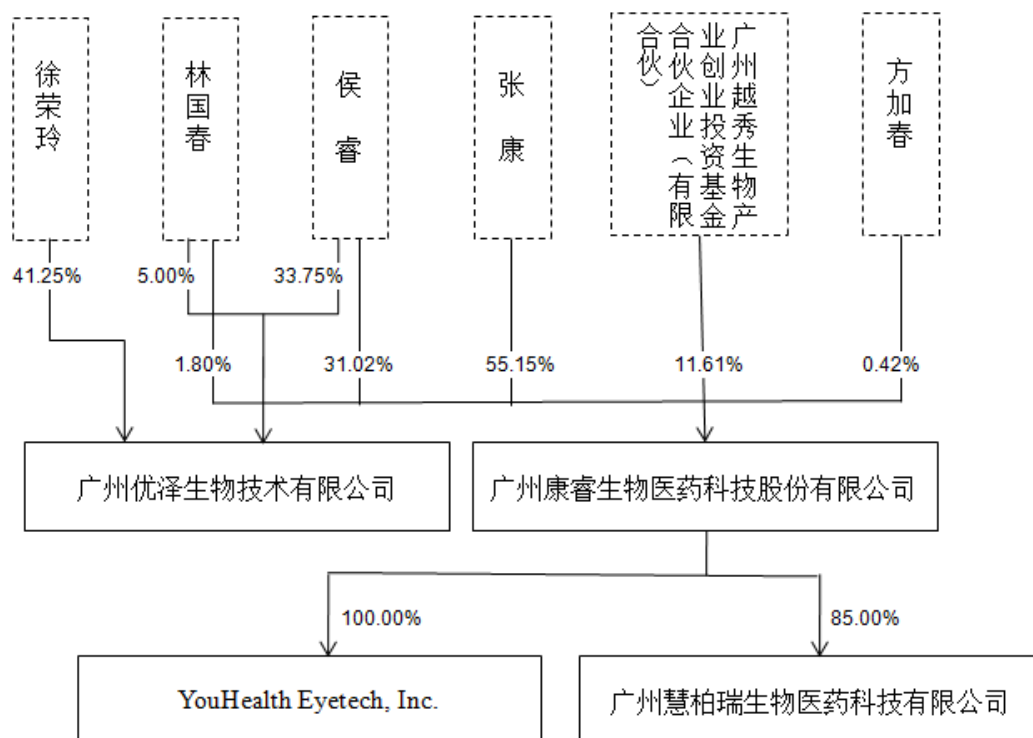 徐荣玲
林国春
侯睿
张康
广州越秀生物产
业创业投资基金
合伙企业（有限
合伙）
方加春
41.25%
5.00%
33.75%
1.80%
31.02%
55.15%
11.61%
0.42%
广州优泽生物技术有限公司
广州康睿生物医药科技股份有限公司
100.00%
85.00%
YouHealth Eyetech, Inc.
广州慧柏瑞生物医药科技有限公司